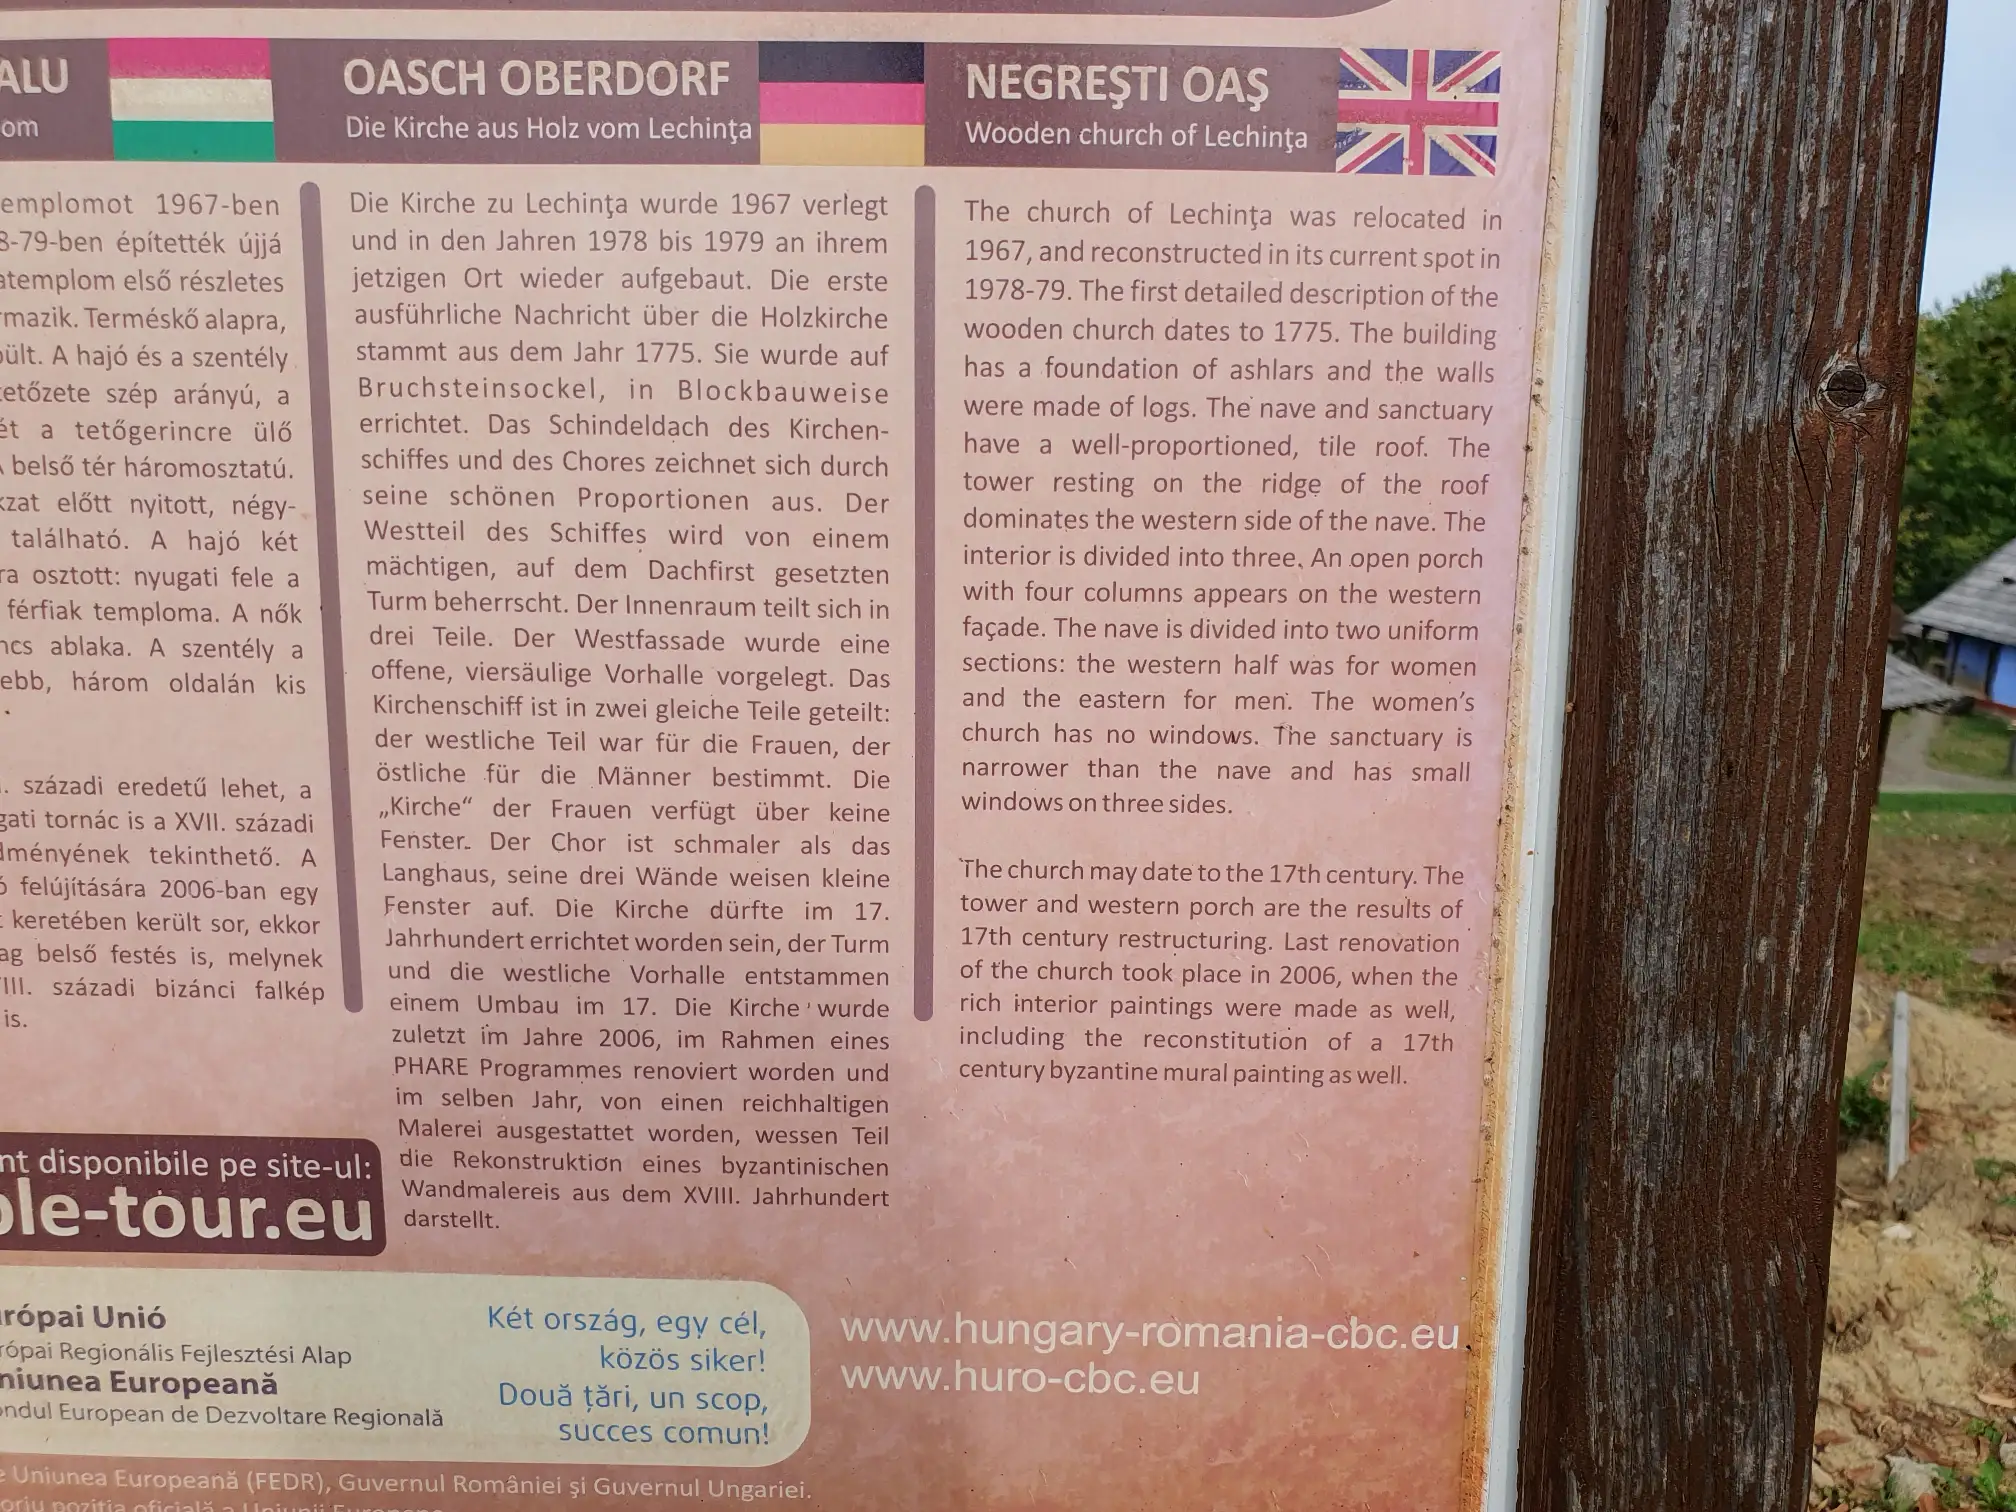 ALU
om
emplomot 1967-ben
8-79-ben építették újjá
atemplom első részletes
rmazik. Terméskő alapra,
pült. A hajó és a szentély
tetőzete szép arányú, a
ét a tetőgerincre ülő
A belső tér háromosztatú.
kzat előtt nyitott, négy-
található. A hajó két
ra osztott: nyugati fele a
férfiak temploma. A nők
ncs ablaka. A szentély a
ebb, három oldalán kis
.
I. századi eredetű lehet, a
gati tornác is a XVII. századi
dményének tekinthető. A
ó felújítására 2006-ban egy
t keretében került sor, ekkor
ag belső festés is, melynek
III. századi bizánci falkép
is.
OASCH OBERDORF
Die Kirche aus Holz vom Lechinţa
Die Kirche zu Lechinţa wurde 1967 verlegt
und in den Jahren 1978 bis 1979 an ihrem
jetzigen Ort wieder aufgebaut. Die erste
ausführliche Nachricht über die Holzkirche
stammt aus dem Jahr 1775. Sie wurde auf
Bruchsteinsockel, in Blockbauweise
errichtet. Das Schindeldach des Kirchen-
schiffes und des Chores zeichnet sich durch
seine schönen Proportionen aus. Der
Westteil des Schiffes wird von einem
mächtigen, auf dem Dachfirst gesetzten
Turm beherrscht. Der Innenraum teilt sich in
drei Teile. Der Westfassade wurde eine
offene, viersäulige Vorhalle vorgelegt. Das
Kirchenschiff ist in zwei gleiche Teile geteilt:
der westliche Teil war für die Frauen, der
östliche für die Männer bestimmt. Die
„Kirche“ der Frauen verfügt über keine
Fenster. Der Chor ist schmaler als das
Langhaus, seine drei Wände weisen kleine
Fenster auf. Die Kirche dürfte im 17.
Jahrhundert errichtet worden sein, der Turm
und die westliche Vorhalle entstammen
einem Umbau im 17. Die Kirche wurde
zuletzt im Jahre 2006, im Rahmen eines
PHARE Programmes renoviert worden und
im selben Jahr, von einen reichhaltigen
Malerei ausgestattet worden, wessen Teil
die Rekonstruktion eines byzantinischen
Wandmalereis aus dem XVIII. Jahrhundert
darstellt.
NEGREŞTI OAŞ
Wooden church of Lechinţa
The church of Lechinţa was relocated in
1967, and reconstructed in its current spot in
1978-79. The first detailed description of the
wooden church dates to 1775. The building
has a foundation of ashlars and the walls
were made of logs. The nave and sanctuary
have a well-proportioned, tile roof. The
tower resting on the ridge of the roof
dominates the western side of the nave. The
interior is divided into three. An open porch
with four columns appears on the western
façade. The nave is divided into two uniform
sections: the western half was for women
and the eastern for men. The women’s
church has no windows. The sanctuary is
narrower than the nave and has small
windows on three sides.
The church may date to the 17th century. The
tower and western porch are the results of
17th century restructuring. Last renovation
of the church took place in 2006, when the
rich interior paintings were made as well,
including the reconstitution of a 17th
century byzantine mural painting as well.
nt disponibile pe site-ul:
ole-tour.eu
urópai Unió
rópai Regionális Fejlesztési Alap
niunea Europeană
ondul European de Dezvoltare Regională
Két ország, egy cél,
közös siker!
Două țări, un scop,
succes comun!
www.hungary-romania-cbc.eu
www.huro-cbc.eu
e Uniunea Europeană (FEDR), Guvernul României şi Guvernul Ungariei.
oriu poziţia oficială a Uniunii Europene